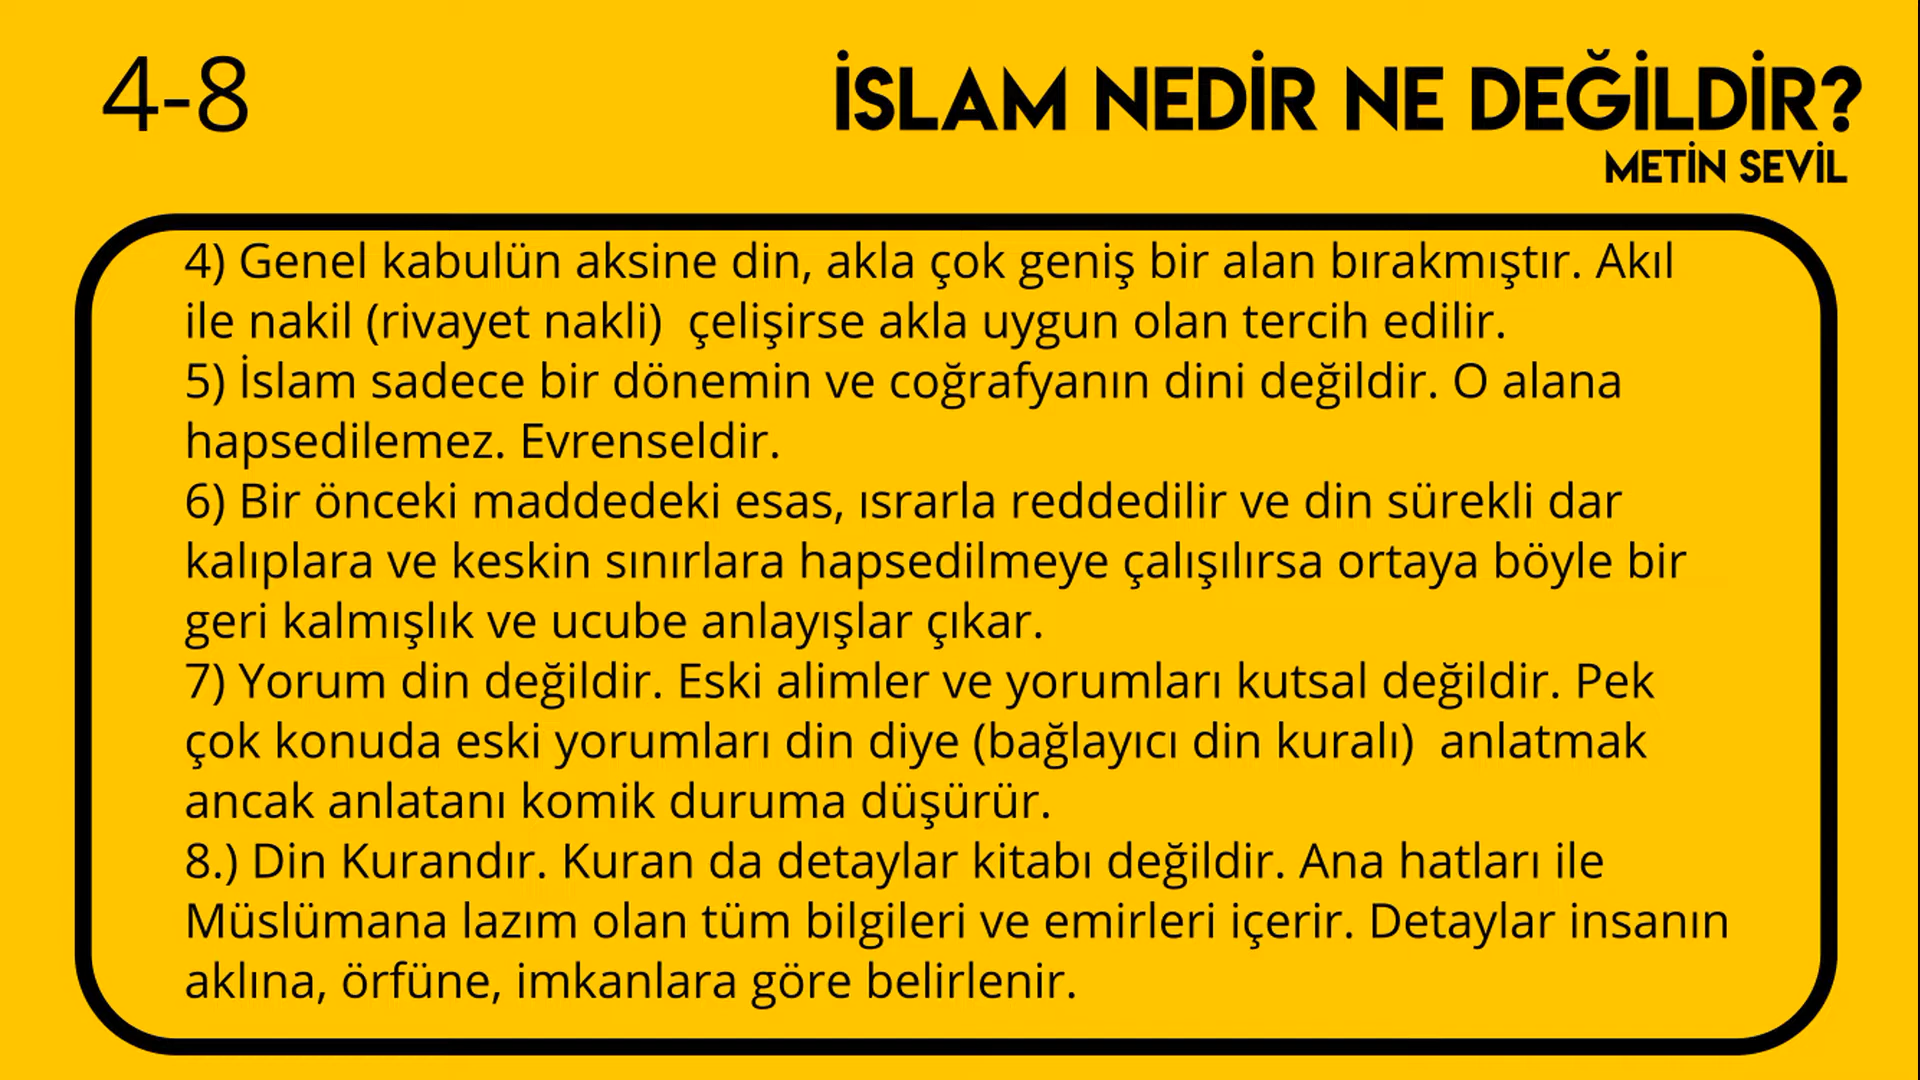 4-8
İSLAM NEDİR NE DEĞİLDİR?
METİN SEVİL
4) Genel kabulün aksine din, akla çok geniş bir alan bırakmıştır. Akıl
ile nakil (rivayet nakli)  çelişirse akla uygun olan tercih edilir.
5) İslam sadece bir dönemin ve coğrafyanın dini değildir. O alana
hapsedilemez. Evrenseldir.
6) Bir önceki maddedeki esas, ısrarla reddedilir ve din sürekli dar
kalıplara ve keskin sınırlara hapsedilmeye çalışılırsa ortaya böyle bir
geri kalmışlık ve ucube anlayışlar çıkar.
7) Yorum din değildir. Eski alimler ve yorumları kutsal değildir. Pek
çok konuda eski yorumları din diye (bağlayıcı din kuralı)  anlatmak
ancak anlatanı komik duruma düşürür.
8.) Din Kurandır. Kuran da detaylar kitabı değildir. Ana hatları ile
Müslümana lazım olan tüm bilgileri ve emirleri içerir. Detaylar insanın
aklına, örfüne, imkanlara göre belirlenir.